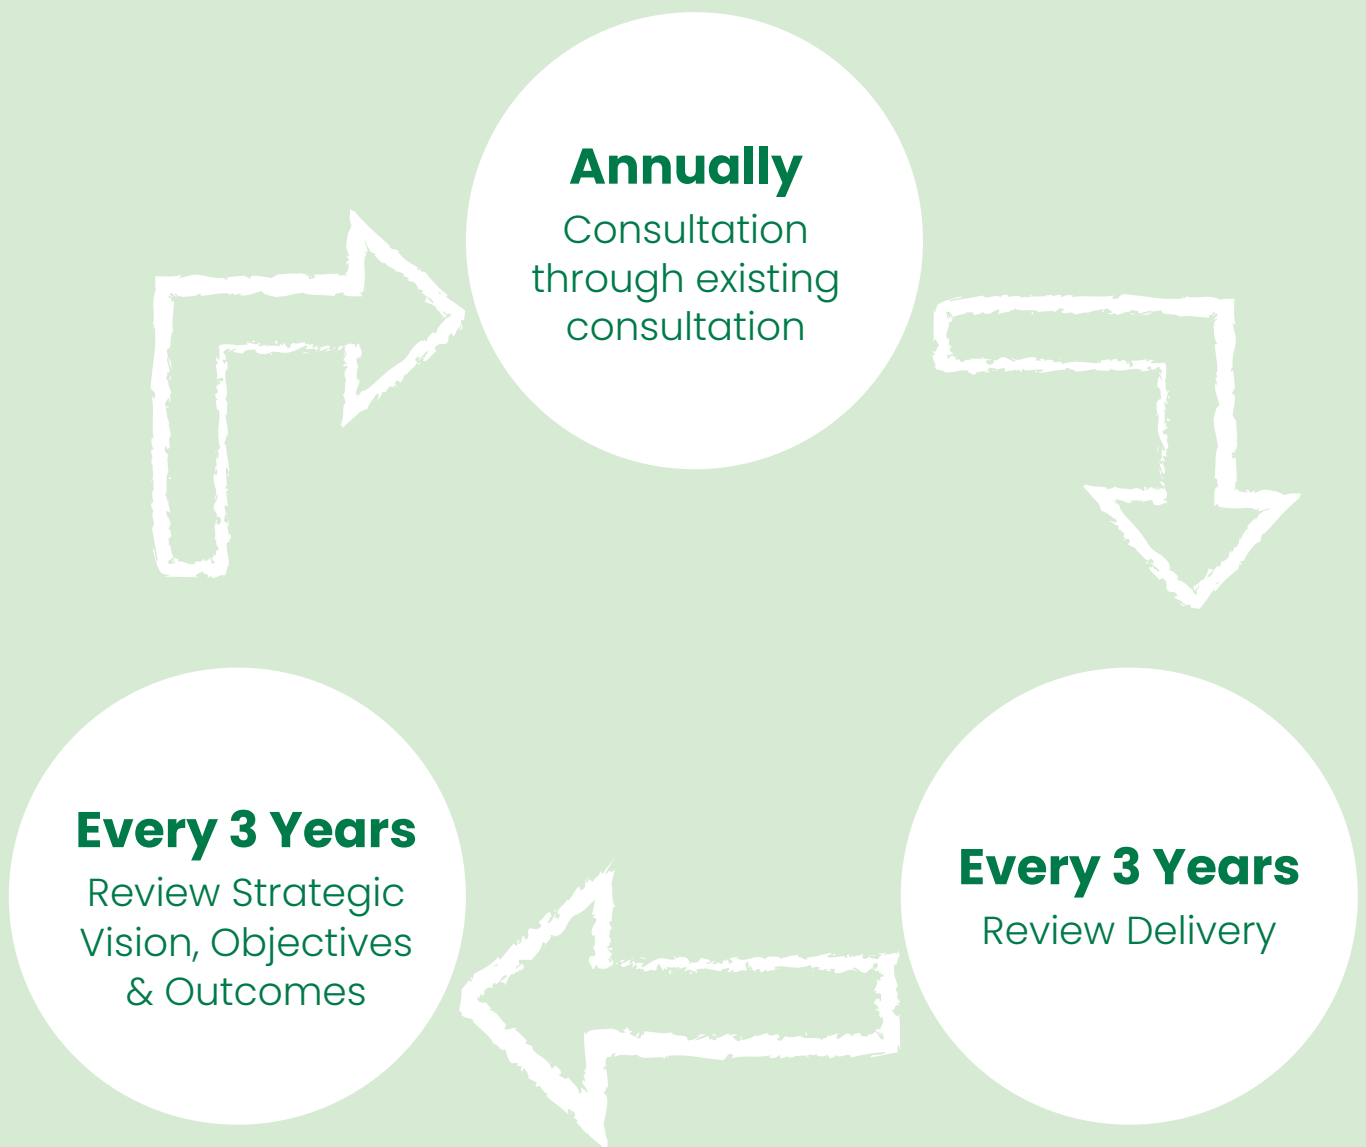 Annually
Consultation
through existing
consultation
Every 3 Years
Review Strategic
Vision, Objectives
& Outcomes
Every 3 Years
Review Delivery